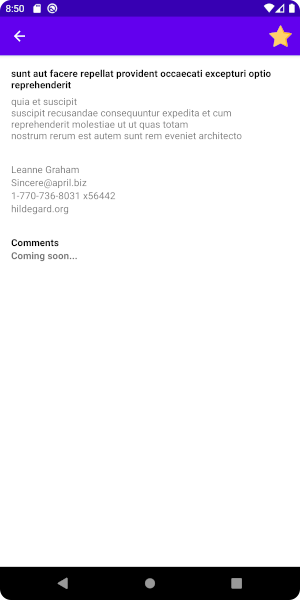 8:50
sunt aut facere repellat provident occaecati excepturi optio
reprehenderit
quia et suscipit
suscipit recusandae consequuntur expedita et cum
reprehenderit molestiae ut ut quas totam
nostrum rerum est autem sunt rem eveniet architecto
Leanne Graham
Sincere@april.biz
1-770-736-8031 x56442
hildegard.org
Comments
Coming soon...